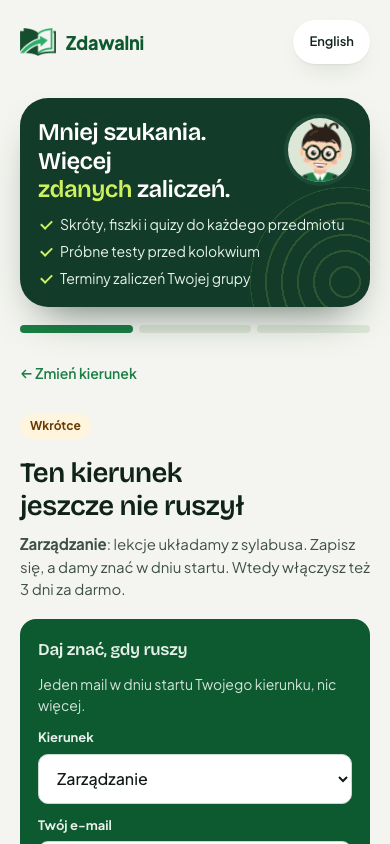 Zdawalni
English
Mniej szukania.
Więcej
zdanych zaliczeń.
Skróty, fiszki i quizy do każdego przedmiotu
Próbne testy przed kolokwium
Terminy zaliczeń Twojej grupy
← Zmień kierunek
Wkrótce
Ten kierunek
jeszcze nie ruszył
Zarządzanie: lekcje układamy z sylabusa. Zapisz
się, a damy znać w dniu startu. Wtedy włączysz też
3 dni za darmo.
Daj znać, gdy ruszy
Jeden mail w dniu startu Twojego kierunku, nic
więcej.
Kierunek
Zarządzanie
Twój e-mail